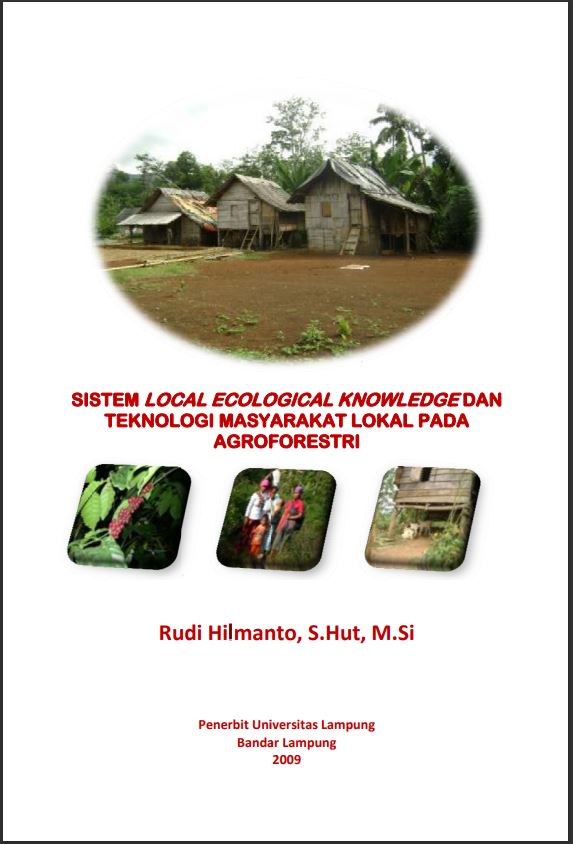 SISTEM LOCAL ECOLOGICAL KNOWLEDGE DAN
TEKNOLOGI MASYARAKAT LOKAL PADA
AGROFORESTRI
Rudi Hilmanto, S.Hut, M.Si
Penerbit Universitas Lampung
Bandar Lampung
2009